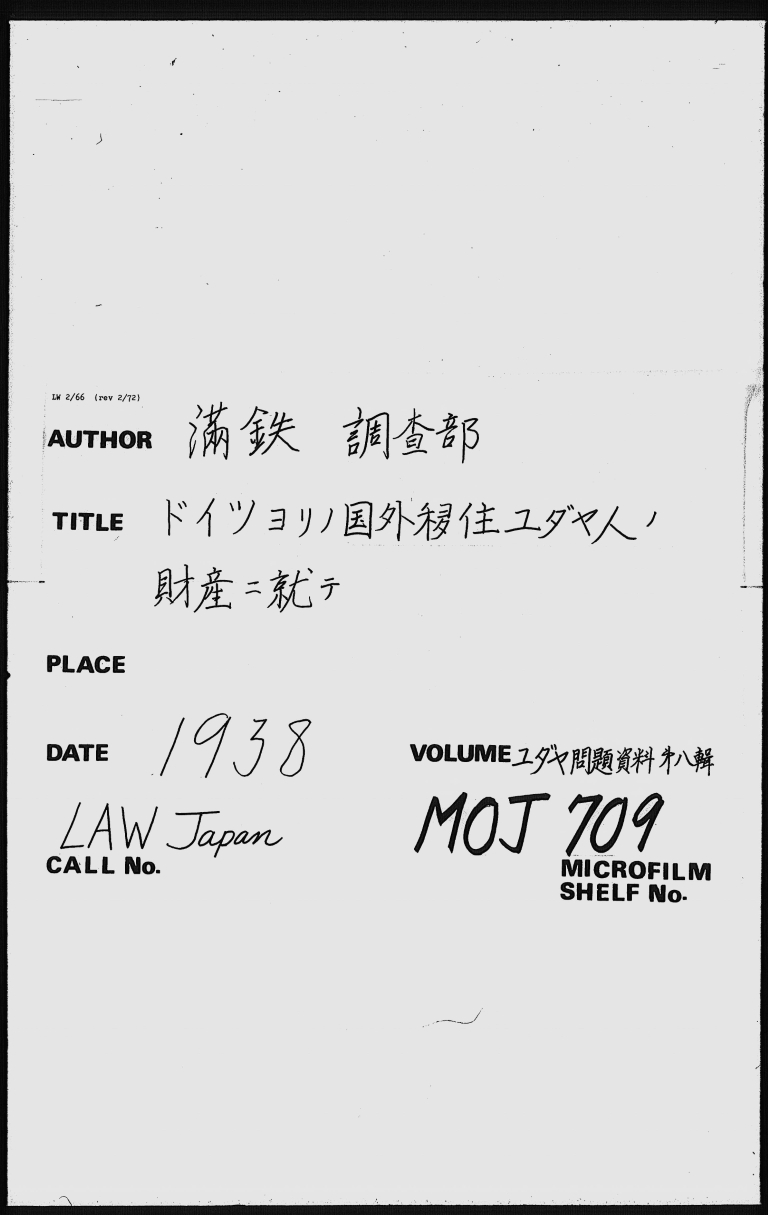 LW 2/66 (rev 2/72)
AUTHOR 満鉄 調査部
TITLE ドイツヨリノ国外移住ユダヤ人ノ
財産ニ就テ
PLACE
DATE 1938 VOLUME ユダヤ問題資料 第八輯
LAW Japan MOJ 709
CALL No. MICROFILM
SHELF No.